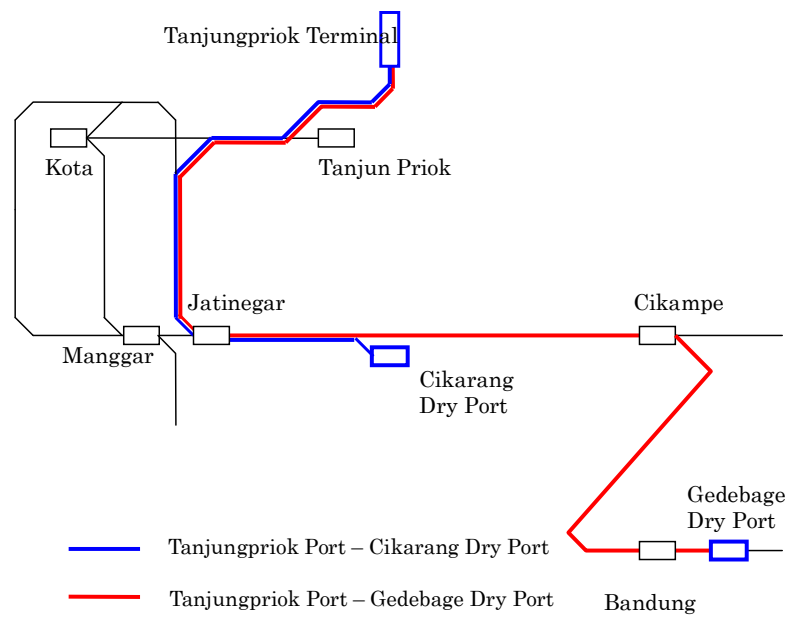 Tanjungpriok Terminal
Kota
Tanjun Priok
Jatinegar
Cikampe
Manggar
Cikarang
Dry Port
Gedebage
Dry Port
Tanjungpriok Port – Cikarang Dry Port
Tanjungpriok Port – Gedebage Dry Port
Bandung